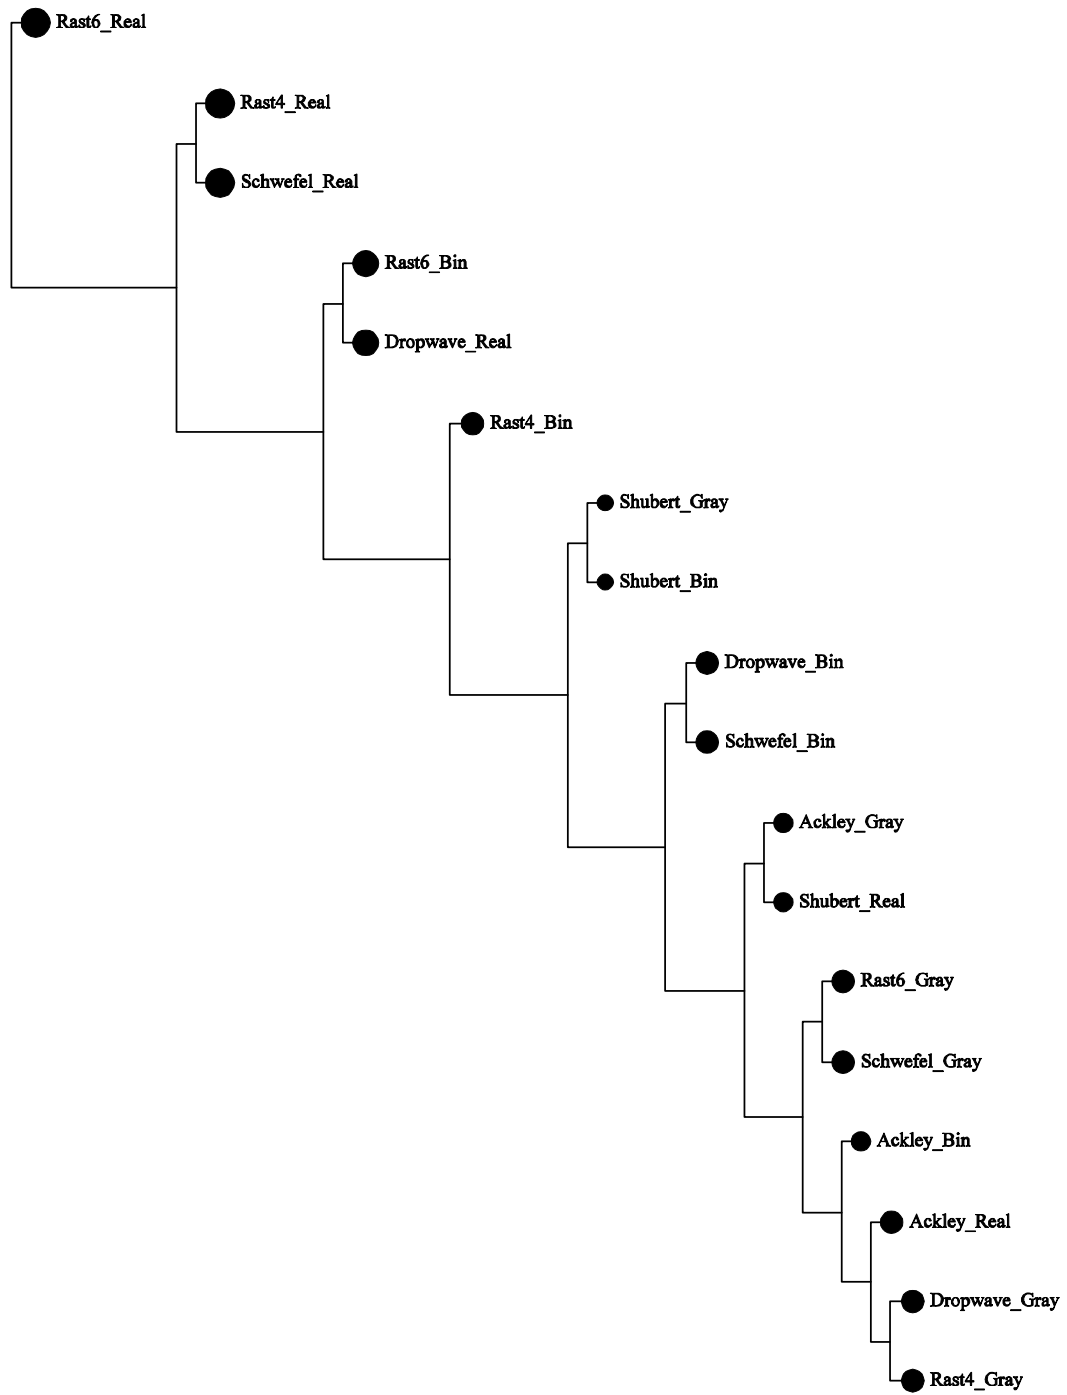 Rast6_Real
Rast4_Real
Schwefel_Real
Rast6_Bin
Dropwave_Real
Rast4_Bin
Shubert_Gray
Shubert_Bin
Dropwave_Bin
Schwefel_Bin
Ackley_Gray
Shubert_Real
Rast6_Gray
Schwefel_Gray
Ackley_Bin
Ackley_Real
Dropwave_Gray
Rast4_Gray